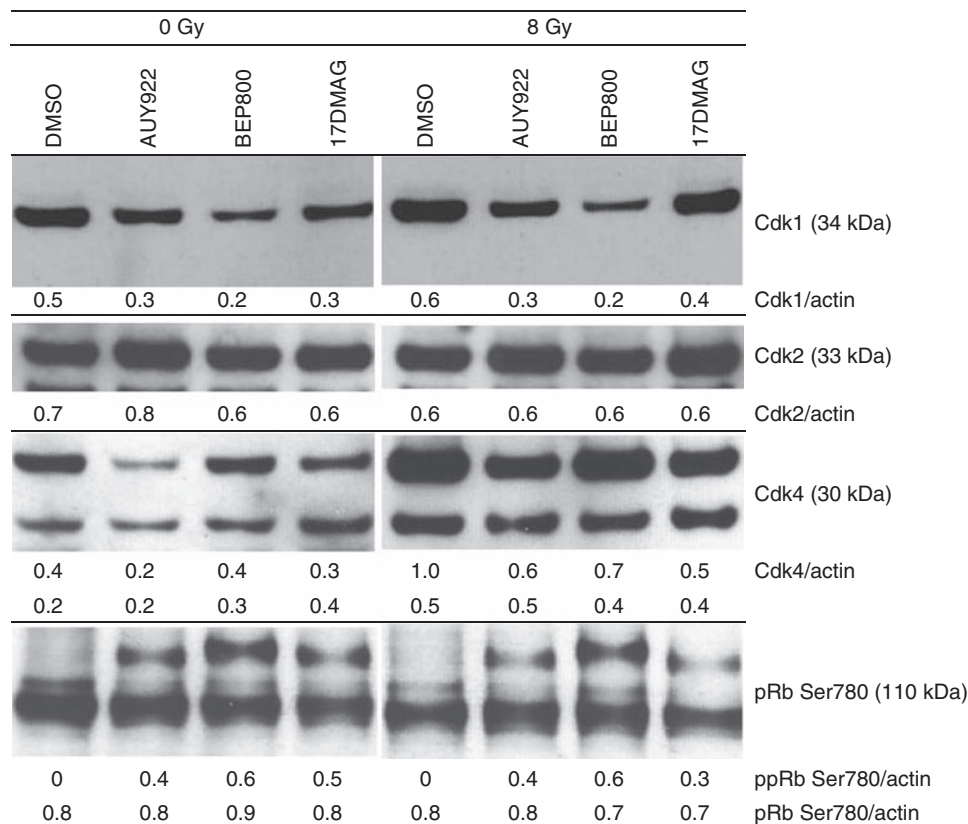 0 Gy 8 Gy
DMSO AUY922 BEP800 17DMAG DMSO AUY922 BEP800 17DMAG
Cdk1 (34 kDa)
0.5 0.3 0.2 0.3 0.6 0.3 0.2 0.4 Cdk1/actin
Cdk2 (33 kDa)
0.7 0.8 0.6 0.6 0.6 0.6 0.6 0.6 Cdk2/actin
Cdk4 (30 kDa)
0.4 0.2 0.4 0.3 1.0 0.6 0.7 0.5 Cdk4/actin
0.2 0.2 0.3 0.4 0.5 0.5 0.4 0.4
pRb Ser780 (110 kDa)
0 0.4 0.6 0.5 0 0.4 0.6 0.3 ppRb Ser780/actin
0.8 0.8 0.9 0.8 0.8 0.8 0.7 0.7 pRb Ser780/actin